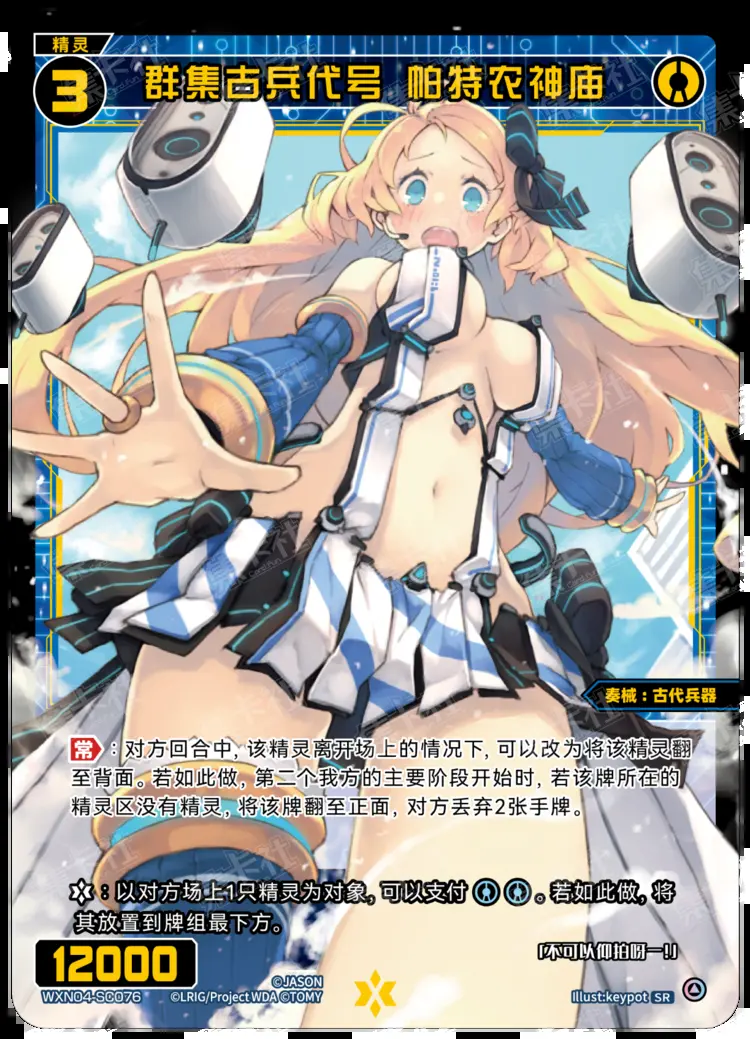 精灵
3
群集古兵代号 帕特农神庙
奏械：古代兵器
常：对方回合中，该精灵离开场上的情况下，可以改为将该精灵翻
至背面。若如此做，第二个我方的主要阶段开始时，若该牌所在的
精灵区没有精灵，将该牌翻至正面，对方丢弃2张手牌。
：以对方场上1只精灵为对象，可以支付。若如此做，将
其放置到牌组最下方。
12000
「不可以仰拍呀—！」
WXN04-SC076
©JASON
©LRIG/Project WDA ©TOMY
Illust:keypot SR
集卡社